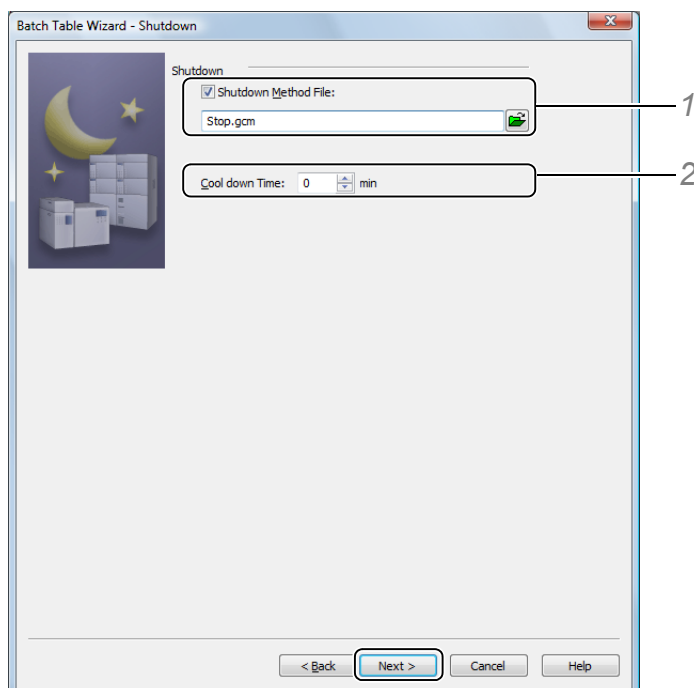 Batch Table Wizard - Shutdown
Shutdown
Shutdown Method File:
Stop.gcm
1
Cool down Time: 0 min
2
< Back Next > Cancel Help